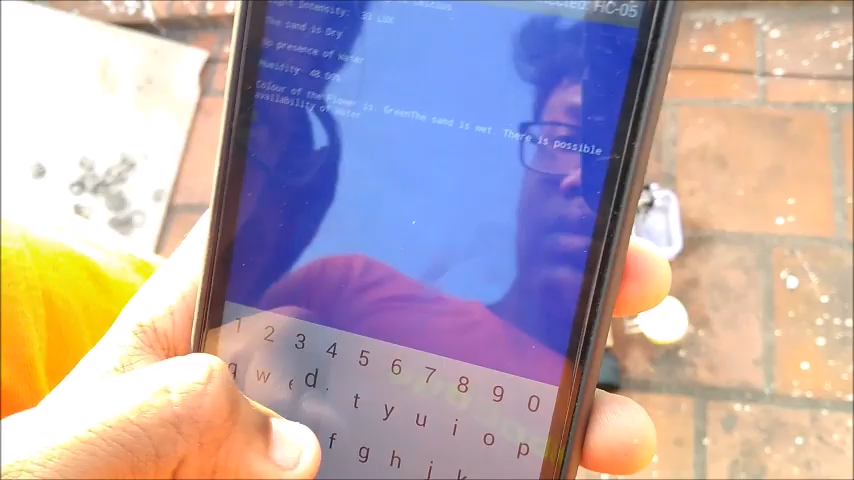 Connected: HC-05
Light Intensity: 33 LUX
The sand is Dry
No presence of water
Humidity: 48.00%
Colour of the Flower is: GreenThe sand is wet. There is possible
availability of water
1 2 3 4 5 6 7 8 9 0
q w e d t y u i o p
f g h j k